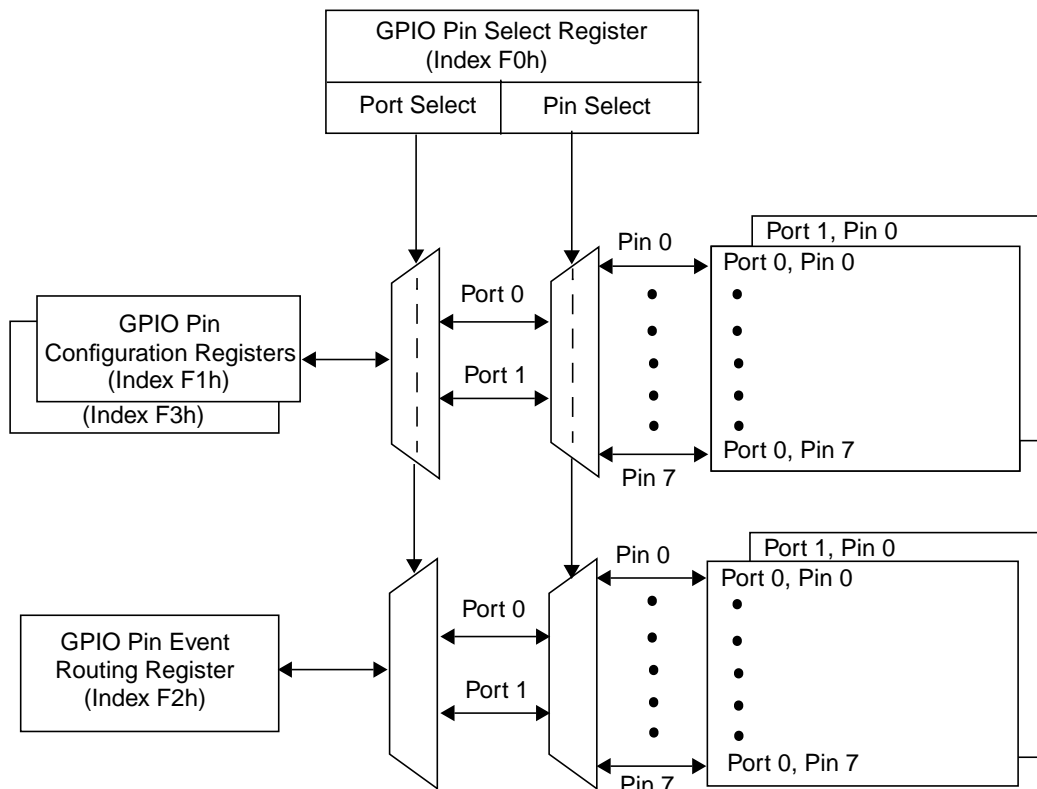 GPIO Pin Select Register
(Index F0h)
Port Select
Pin Select
Port 1, Pin 0
Pin 0
Port 0, Pin 0
Port 0
GPIO Pin
Configuration Registers
(Index F1h)
(Index F3h)
Port 1
Port 0, Pin 7
Pin 7
Port 1, Pin 0
Pin 0
Port 0, Pin 0
Port 0
GPIO Pin Event
Routing Register
(Index F2h)
Port 1
Port 0, Pin 7
Pin 7